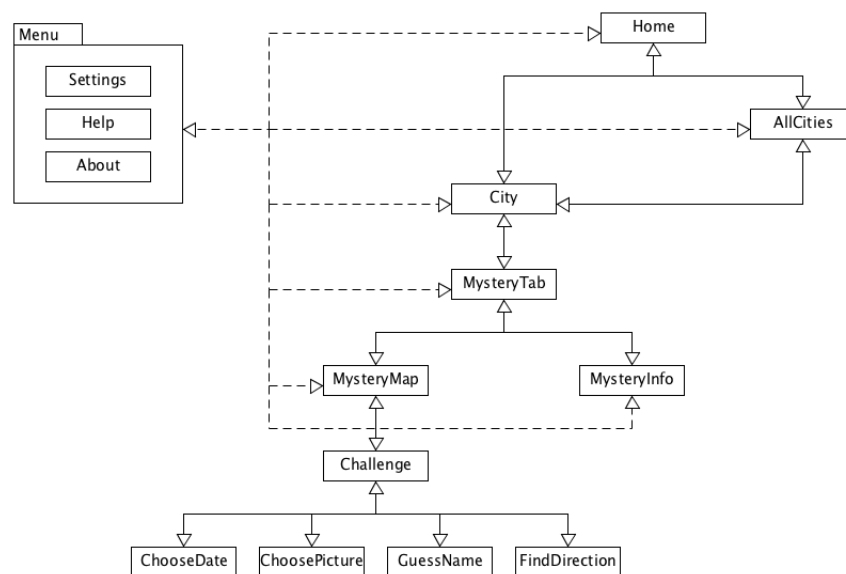 Menu
Settings
Help
About
Home
AllCities
City
MysteryTab
MysteryMap
MysteryInfo
Challenge
ChooseDate
ChoosePicture
GuessName
FindDirection